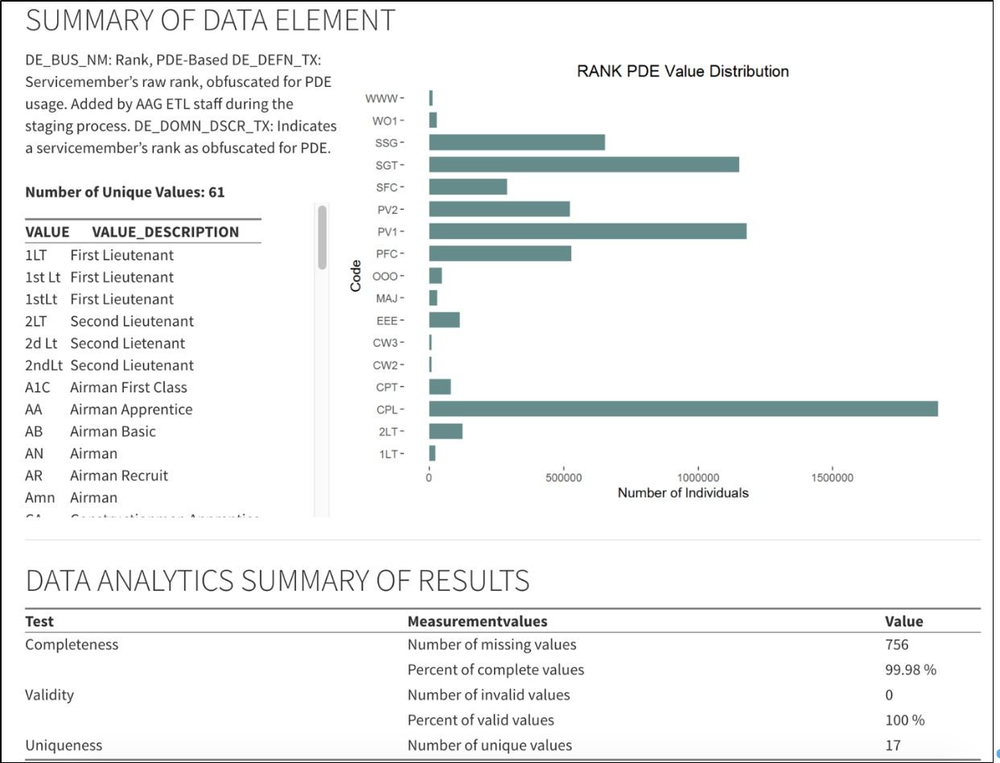 SUMMARY OF DATA ELEMENT
DE_BUS_NM: Rank, PDE-Based DE_DEFN_TX:
Servicemember’s raw rank, obfuscated for PDE
usage. Added by AAG ETL staff during the
staging process. DE_DOMN_DSCR_TX: Indicates
a servicemember’s rank as obfuscated for PDE.
Number of Unique Values: 61
VALUE VALUE_DESCRIPTION
1LT First Lieutenant
1st Lt First Lieutenant
1stLt First Lieutenant
2LT Second Lieutenant
2d Lt Second Lietenant
2ndLt Second Lieutenant
A1C Airman First Class
AA Airman Apprentice
AB Airman Basic
AN Airman
AR Airman Recruit
Amn Airman
CA Constructionman Apprentice
RANK PDE Value Distribution
Code
WWW
WO1
SSG
SGT
SFC
PV2
PV1
PFC
OOO
MAJ
EEE
CW3
CW2
CPT
CPL
2LT
1LT
0 500000 1000000 1500000
Number of Individuals
DATA ANALYTICS SUMMARY OF RESULTS
Test Measurementvalues Value
Completeness Number of missing values 756
Percent of complete values 99.98 %
Validity Number of invalid values 0
Percent of valid values 100 %
Uniqueness Number of unique values 17